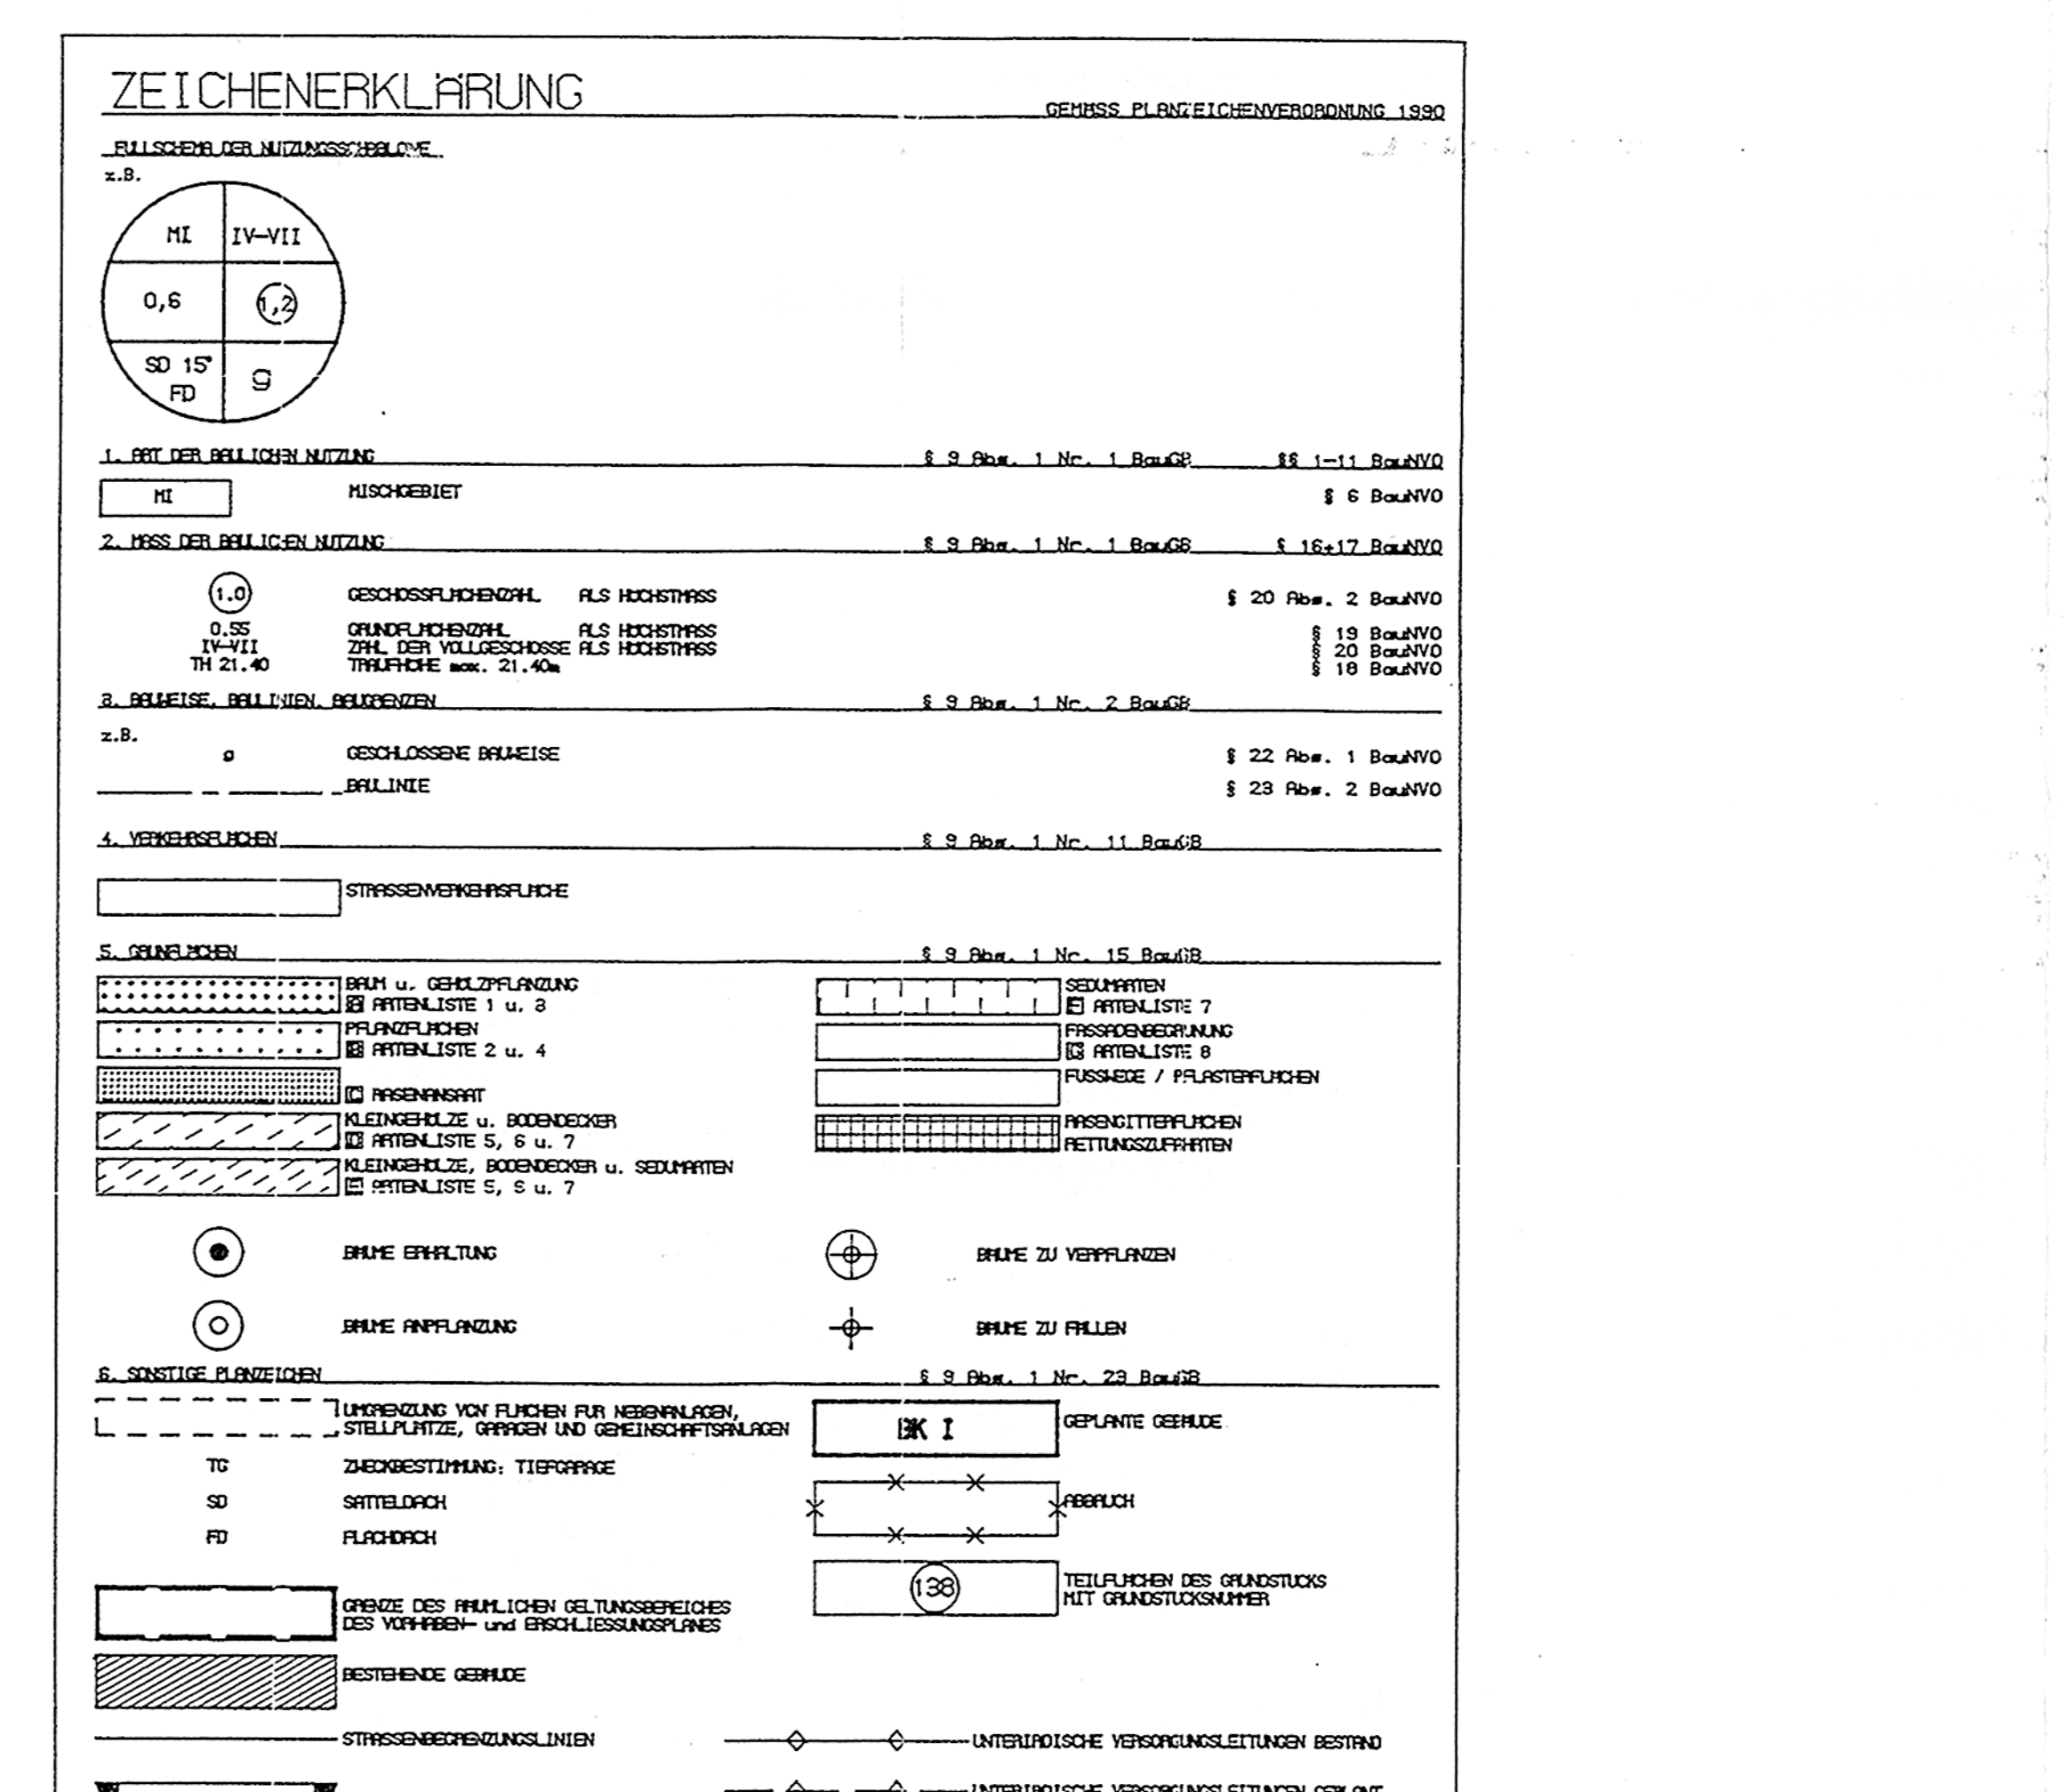 ZEICHENERKLÄRUNG
GEMÄSS PLANZEICHENVERORDNUNG 1990
FÜLLSCHEMA DER NUTZUNGSSCHABLONE
z.B.
MI IV-VII
0,6 1,2
SD 15° g
FD
1. ART DER BAULICHEN NUTZUNG § 9 Abs. 1 Nr. 1 BauGB §§ 1-11 BauNVO
MI MISCHGEBIET § 6 BauNVO
2. MASS DER BAULICHEN NUTZUNG § 9 Abs. 1 Nr. 1 BauGB § 16+17 BauNVO
1.0 GESCHOSSFLÄCHENZAHL ALS HÖCHSTMASS § 20 Abs. 2 BauNVO
0.55 GRUNDFLÄCHENZAHL ALS HÖCHSTMASS § 19 BauNVO
IV-VII ZAHL DER VOLLGESCHOSSE ALS HÖCHSTMASS § 20 BauNVO
TH 21.40 TRAUFHÖHE max. 21.40m § 18 BauNVO
3. BAUWEISE, BAULINIEN, BAUGRENZEN § 9 Abs. 1 Nr. 2 BauGB
z.B.
g GESCHLOSSENE BAUWEISE § 22 Abs. 1 BauNVO
BAULINIE § 23 Abs. 2 BauNVO
4. VERKEHRSFLÄCHEN § 9 Abs. 1 Nr. 11 BauGB
STRASSENVERKEHRSFLÄCHE
5. GRÜNFLÄCHEN § 9 Abs. 1 Nr. 15 BauGB
BAUM u. GEHÖLZPFLANZUNG
A ARTENLISTE 1 u. 3
PFLANZFLÄCHEN
B ARTENLISTE 2 u. 4
C RASENANSAAT
KLEINGEHÖLZE u. BODENDECKER
D ARTENLISTE 5, 6 u. 7
KLEINGEHÖLZE, BODENDECKER u. SEDUMARTEN
E ARTENLISTE 5, 6 u. 7
SEDUMARTEN
F ARTENLISTE 7
FASSADENBEGRÜNUNG
G ARTENLISTE 8
FUSSWEGE / PFLASTERFLÄCHEN
RASENGITTERFLÄCHEN
RETTUNGSZUFAHRTEN
BÄUME ERHALTUNG BÄUME ZU VERPFLANZEN
BÄUME ANPFLANZUNG BÄUME ZU FÄLLEN
6. SONSTIGE PLANZEICHEN § 9 Abs. 1 Nr. 23 BauGB
UMGRENZUNG VON FLÄCHEN FÜR NEBENANLAGEN,
STELLPLÄTZE, GARAGEN UND GEMEINSCHAFTSANLAGEN
TG ZWECKBESTIMMUNG: TIEFGARAGE
SD SATTELDACH
FD FLACHDACH
GRENZE DES RÄUMLICHEN GELTUNGSBEREICHES
DES VORHABEN- und ERSCHLIESSUNGSPLANES
BESTEHENDE GEBÄUDE
STRASSENBEGRENZUNGSLINIEN
GEPLANTE GEBÄUDE
ABBRUCH
138 TEILFLÄCHEN DES GRUNDSTÜCKS
MIT GRUNDSTÜCKSNUMMER
UNTERIRDISCHE VERSORGUNGSLEITUNGEN BESTAND
UNTERIRDISCHE VERSORGUNGSLEITUNGEN GEPLANT